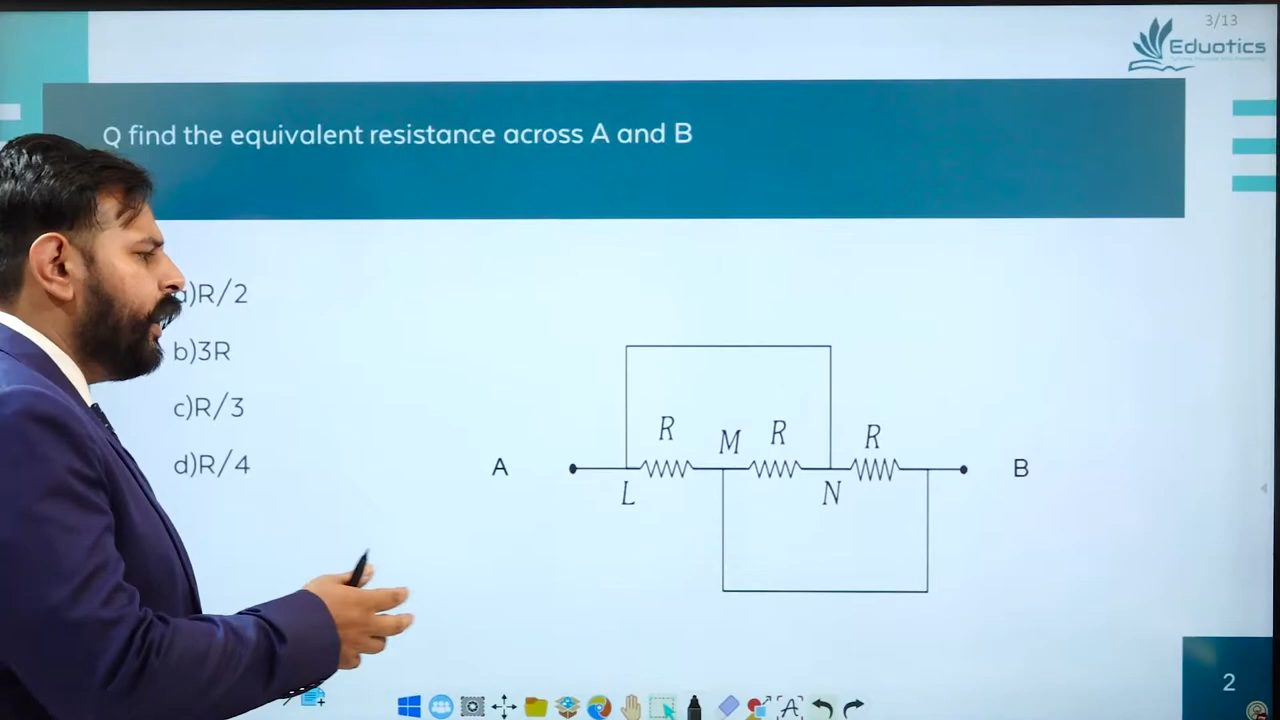 3/13
Eduotics
Q find the equivalent resistance across A and B
a)R/2
b)3R
c)R/3
d)R/4
R M R R
A B
L N
2